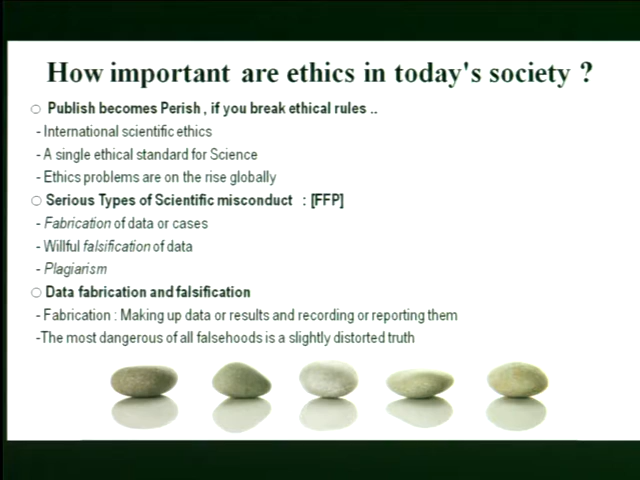 How important are ethics in today's society ?
Publish becomes Perish , if you break ethical rules ..
- International scientific ethics
- A single ethical standard for Science
- Ethics problems are on the rise globally
Serious Types of Scientific misconduct : [FFP]
- Fabrication of data or cases
- Willful falsification of data
- Plagiarism
Data fabrication and falsification
- Fabrication : Making up data or results and recording or reporting them
-The most dangerous of all falsehoods is a slightly distorted truth